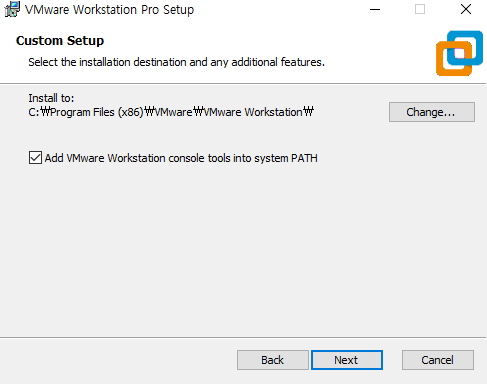 VMware Workstation Pro Setup
Custom Setup
Select the installation destination and any additional features.
Install to:
C:₩Program Files (x86)₩VMware₩VMware Workstation₩
Change...
Add VMware Workstation console tools into system PATH
Back
Next
Cancel